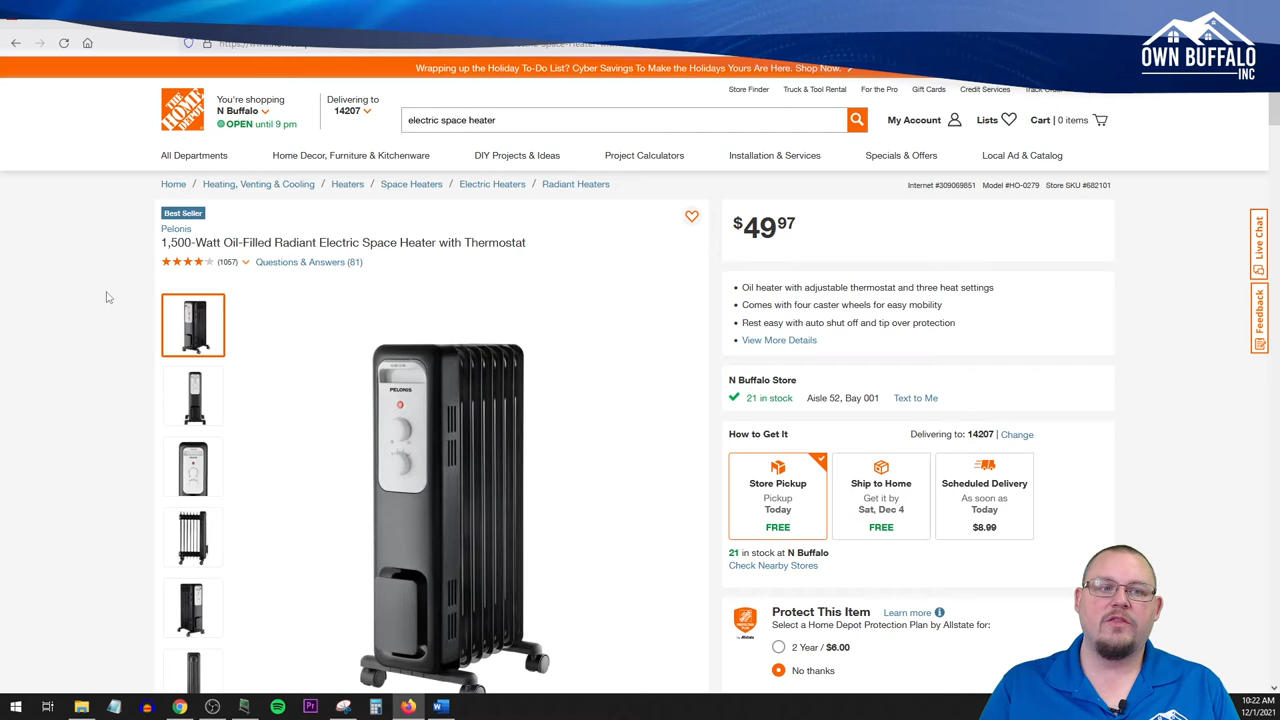 OWN BUFFALO
INC
Wrapping up the Holiday To-Do List? Cyber Savings To Make the Holidays Yours Are Here. Shop Now.
Store Finder Truck & Tool Rental For the Pro Gift Cards Credit Services
THE HOME DEPOT
You're shopping
N Buffalo
OPEN until 9 pm
Delivering to
14207
electric space heater
My Account Lists Cart | 0 items
All Departments Home Decor, Furniture & Kitchenware DIY Projects & Ideas Project Calculators Installation & Services Specials & Offers Local Ad & Catalog
Home / Heating, Venting & Cooling / Heaters / Space Heaters / Electric Heaters / Radiant Heaters
Internet #309069851 Model #HO-0279 Store SKU #682101
Best Seller
Pelonis
1,500-Watt Oil-Filled Radiant Electric Space Heater with Thermostat
(1057) Questions & Answers (81)
PELONIS
$49 97
• Oil heater with adjustable thermostat and three heat settings
• Comes with four caster wheels for easy mobility
• Rest easy with auto shut off and tip over protection
• View More Details
N Buffalo Store
21 in stock Aisle 52, Bay 001 Text to Me
How to Get It Delivering to: 14207 | Change
Store Pickup
Pickup
Today
FREE
Ship to Home
Get it by
Sat, Dec 4
FREE
Scheduled Delivery
As soon as
Today
$8.99
21 in stock at N Buffalo
Check Nearby Stores
Protect This Item Learn more
Select a Home Depot Protection Plan by Allstate for:
2 Year / $6.00
No thanks
Live Chat
Feedback
10:22 AM
12/1/2021